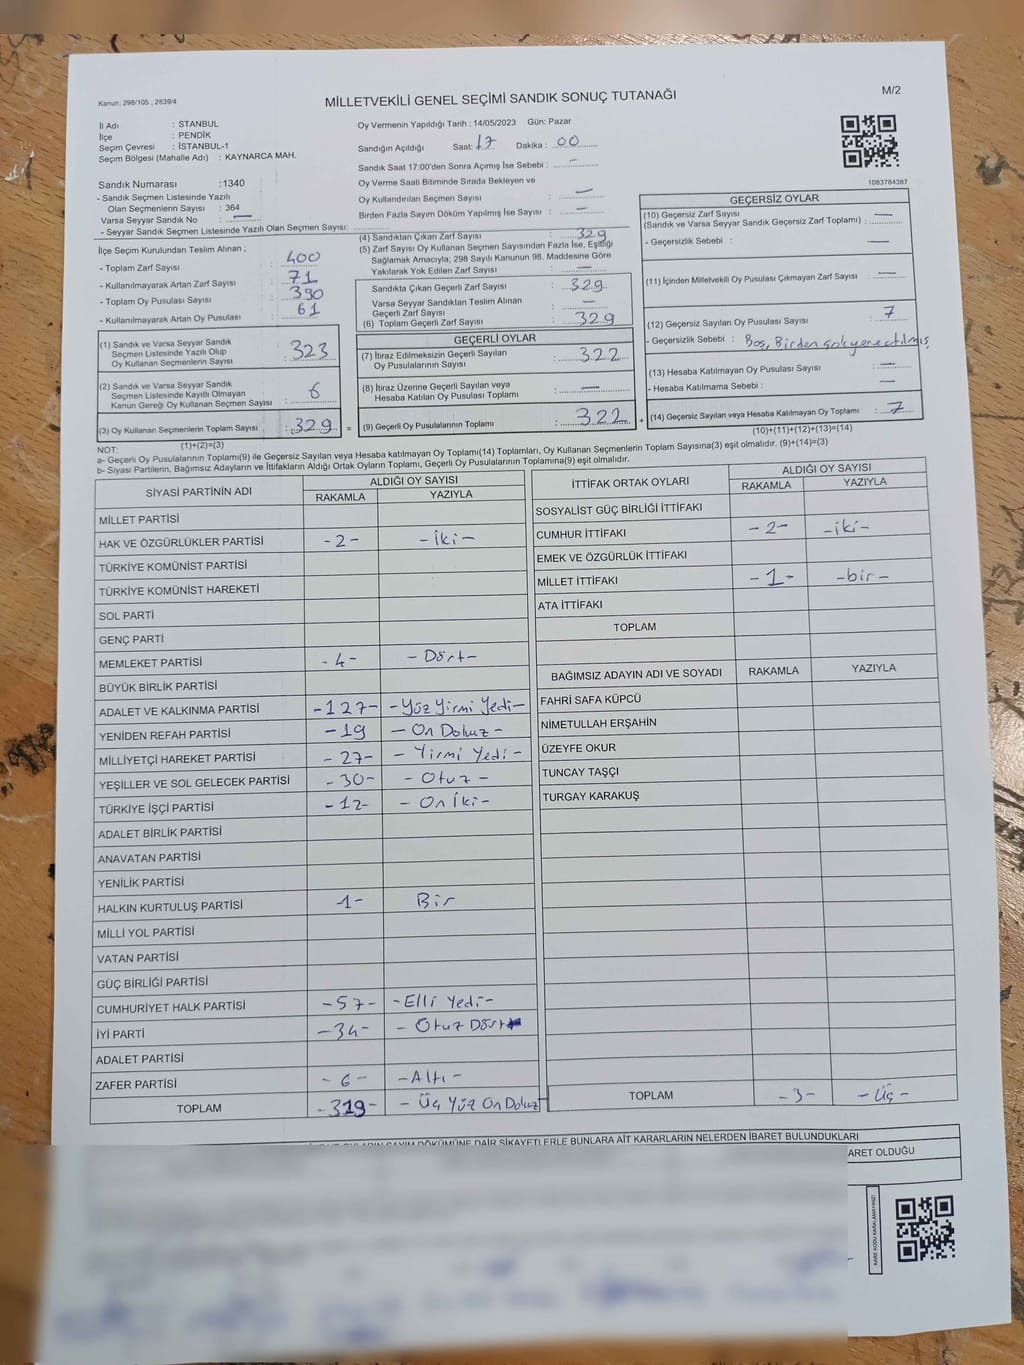 Kanun. 298/105 , 2839/4
MİLLETVEKİLİ GENEL SEÇİMİ SANDIK SONUÇ TUTANAĞI
M/2
İl Adı : STANBUL
İlçe : PENDİK
Seçim Çevresi : İSTANBUL-1
Seçim Bölgesi (Mahalle Adı) : KAYNARCA MAH.
Oy Vermenin Yapıldığı Tarih : 14/05/2023 Gün: Pazar
Sandığın Açıldığı Saat: 17 Dakika : 00
Sandık Saat 17:00'den Sonra Açımış İse Sebebi : -
Oy Verme Saati Bitiminde Sırada Bekleyen ve
Oy Kullandırılan Seçmen Sayısı : -
Birden Fazla Sayım Döküm Yapılmış İse Sayısı : -
1083784387
Sandık Numarası :1340
- Sandık Seçmen Listesinde Yazılı
Olan Seçmenlerin Sayısı : 364
Varsa Seyyar Sandık No : -
- Seyyar Sandık Seçmen Listesinde Yazılı Olan Seçmen Sayısı:
İlçe Seçim Kurulundan Teslim Alınan ;
- Toplam Zarf Sayısı 400
- Kullanılmayarak Artan Zarf Sayısı 71
- Toplam Oy Pusulası Sayısı 390
- Kullanılmayarak Artan Oy Pusulası : 61
(1) Sandık ve Varsa Seyyar Sandık
Seçmen Listesinde Yazılı Olup
Oy Kullanan Seçmenlerin Sayısı : 323
(2) Sandık ve Varsa Seyyar Sandık
Seçmen Listesinde Kayıtlı Olmayan
Kanun Gereği Oy Kullanan Seçmen Sayısı : 6
(3) Oy Kullanan Seçmenlerin Toplam Sayısı : 329 =
(1)+(2)=(3)
(4) Sandıktan Çıkan Zarf Sayısı : 329
(5) Zarf Sayısı Oy Kullanan Seçmen Sayısından Fazla İse, Eşitliği
Sağlamak Amacıyla; 298 Sayılı Kanunun 98. Maddesine Göre
Yakılarak Yok Edilen Zarf Sayısı : -
Sandıkta Çıkan Geçerli Zarf Sayısı : 329
Varsa Seyyar Sandıktan Teslim Alınan
Geçerli Zarf Sayısı : -
(6) Toplam Geçerli Zarf Sayısı : 329
GEÇERLİ OYLAR
(7) İtiraz Edilmeksizin Geçerli Sayılan
Oy Pusulalarının Sayısı : 322
(8) İtiraz Üzerine Geçerli Sayılan veya
Hesaba Katılan Oy Pusulası Toplamı : -
(9) Geçerli Oy Pusulalarının Toplamı : 322 +
GEÇERSİZ OYLAR
(10) Geçersiz Zarf Sayısı
(Sandık ve Varsa Seyyar Sandık Geçersiz Zarf Toplamı) : -
- Geçersizlik Sebebi : -
(11) İçinden Milletvekili Oy Pusulası Çıkmayan Zarf Sayısı : -
(12) Geçersiz Sayılan Oy Pusulası Sayısı : 7
- Geçersizlik Sebebi : Boş, Birden
(13) Hesaba Katılmayan Oy Pusulası Sayısı : -
- Hesaba Katılmama Sebebi : -
(14) Geçersiz Sayılan veya Hesaba Katılmayan Oy Toplamı : 7
(10)+(11)+(12)+(13)=(14)
NOT:
a- Geçerli Oy Pusulalarının Toplamı(9) ile Geçersiz Sayılan veya Hesaba katılmayan Oy Toplamı(14) Toplamları, Oy Kullanan Seçmenlerin Toplam Sayısına(3) eşit olmalıdır. (9)+(14)=(3)
b- Siyasi Partilerin, Bağımsız Adayların ve İttifakların Aldığı Ortak Oyların Toplamı, Geçerli Oy Pusulalarının Toplamına(9) eşit olmalıdır.
SİYASİ PARTİNİN ADI
ALDIĞI OY SAYISI
RAKAMLA YAZIYLA
MİLLET PARTİSİ
HAK VE ÖZGÜRLÜKLER PARTİSİ -2- -iki-
TÜRKİYE KOMÜNİST PARTİSİ
TÜRKİYE KOMÜNİST HAREKETİ
SOL PARTİ
GENÇ PARTİ
MEMLEKET PARTİSİ -4- -Dört-
BÜYÜK BİRLİK PARTİSİ
ADALET VE KALKINMA PARTİSİ -127- -Yüz Yirmi Yedi-
YENİDEN REFAH PARTİSİ -19 -On Dokuz-
MİLLİYETÇİ HAREKET PARTİSİ -27- -Yirmi Yedi-
YEŞİLLER VE SOL GELECEK PARTİSİ -30- -Otuz-
TÜRKİYE İŞÇİ PARTİSİ -12- -On iki-
ADALET BİRLİK PARTİSİ
ANAVATAN PARTİSİ
YENİLİK PARTİSİ
HALKIN KURTULUŞ PARTİSİ 1- Bir
MİLLİ YOL PARTİSİ
VATAN PARTİSİ
GÜÇ BİRLİĞİ PARTİSİ
CUMHURİYET HALK PARTİSİ -57- -Elli Yedi-
İYİ PARTİ -34- -Otuz Dört
ADALET PARTİSİ
ZAFER PARTİSİ -6- -Altı-
TOPLAM -319- -Üç Yüz On Dokuz-
İTTİFAK ORTAK OYLARI
ALDIĞI OY SAYISI
RAKAMLA YAZIYLA
SOSYALİST GÜÇ BİRLİĞİ İTTİFAKI
CUMHUR İTTİFAKI -2- -iki-
EMEK VE ÖZGÜRLÜK İTTİFAKI
MİLLET İTTİFAKI -1- -bir-
ATA İTTİFAKI
TOPLAM
BAĞIMSIZ ADAYIN ADI VE SOYADI RAKAMLA YAZIYLA
FAHRİ SAFA KÜPCÜ
NİMETULLAH ERŞAHİN
ÜZEYFE OKUR
TUNCAY TAŞÇI
TURGAY KARAKUŞ
TOPLAM -3- -Üç-
DÖKÜMÜNE DAİR ŞİKAYETLERLE BUNLARA AİT KARARLARIN NELERDEN İBARET BULUNDUKLARI
ARET OLDUĞU
KARE KODU KARALAMAYINIZ!